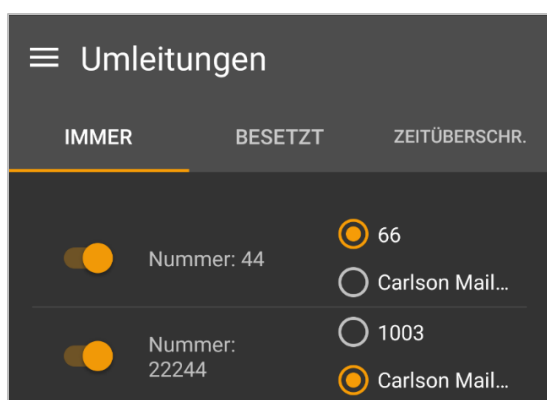 Umleitungen
IMMER BESETZT ZEITÜBERSCHR.
Nummer: 44
66
Carlson Mail...
Nummer:
22244
1003
Carlson Mail...